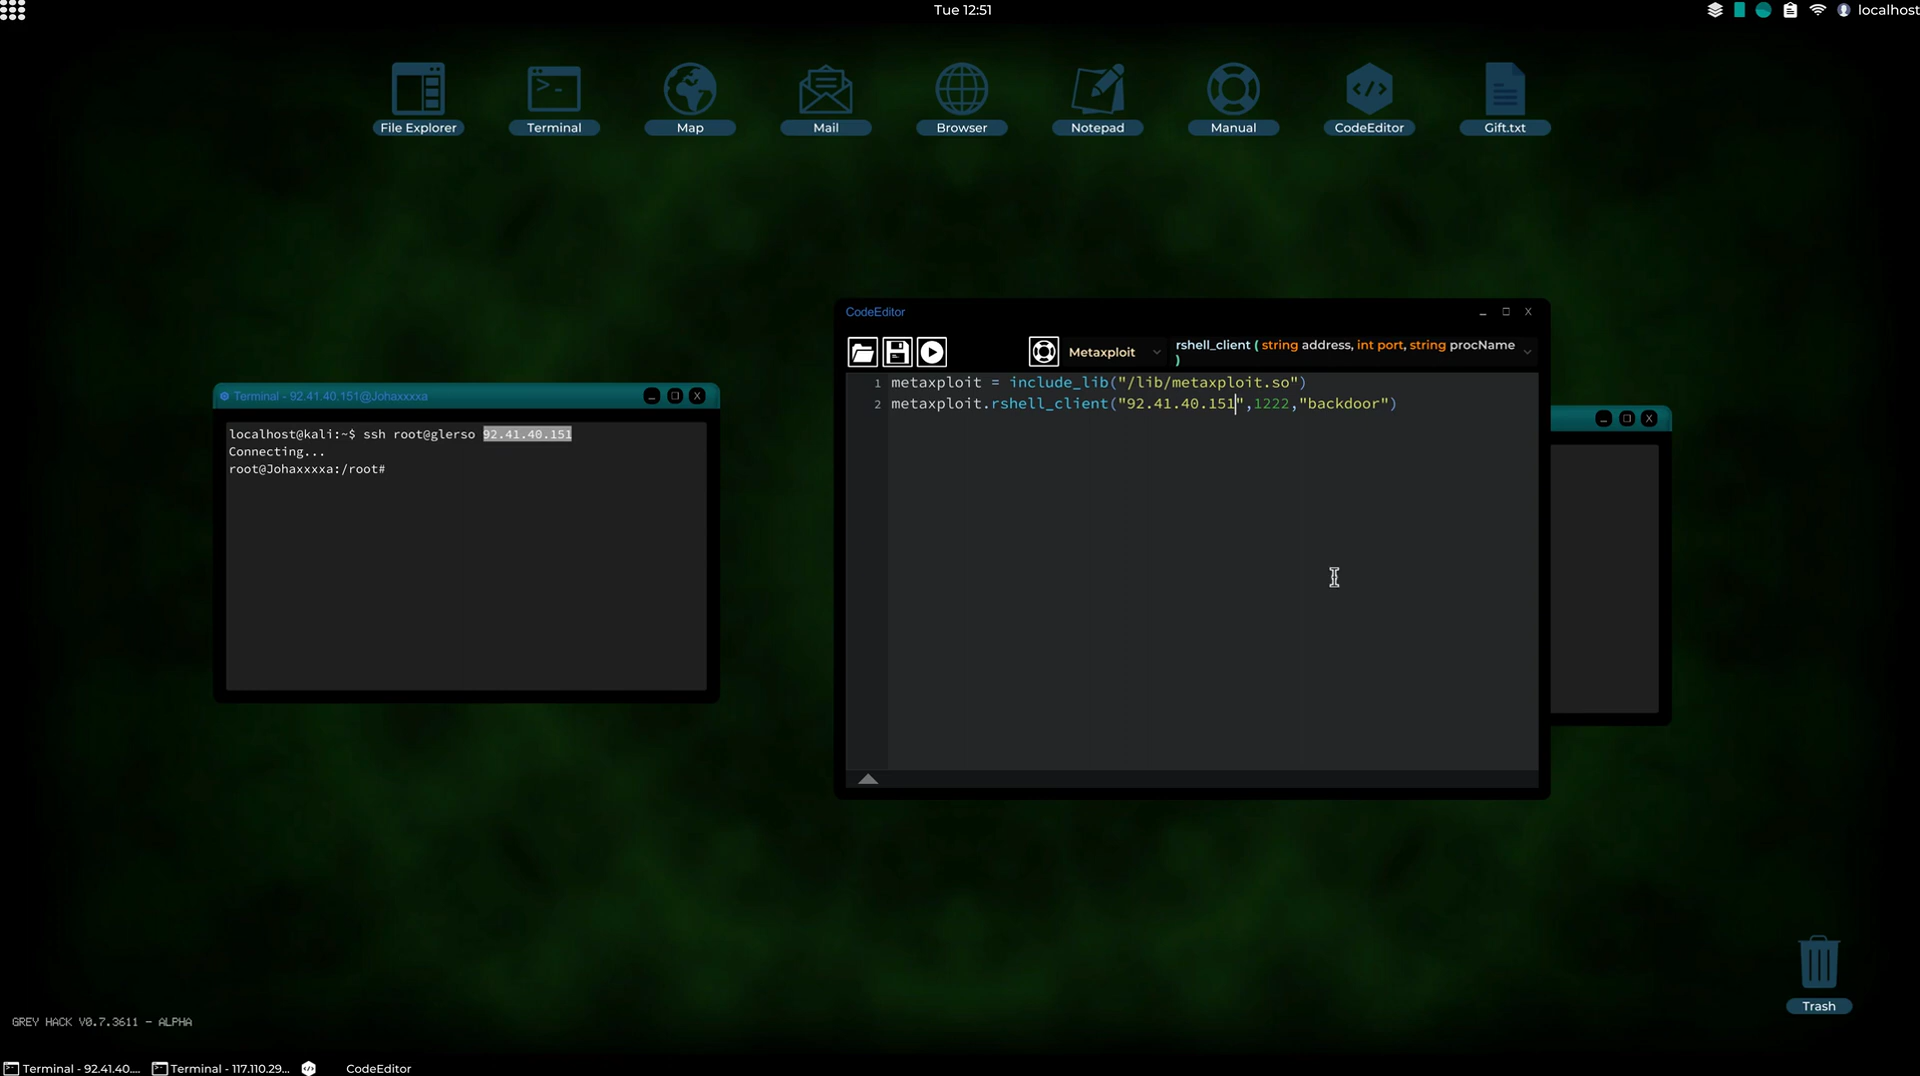 Tue 12:51
localhost
File Explorer
Terminal
Map
Mail
Browser
Notepad
Manual
CodeEditor
Gift.txt
CodeEditor
Metaxploit
rshell_client ( string address, int port, string procName
)
1 metaxploit = include_lib("/lib/metaxploit.so")
2 metaxploit.rshell_client("92.41.40.151",1222,"backdoor")
Terminal - 92.41.40.151@Johaxxxxa
localhost@kali:~$ ssh root@glerso 92.41.40.151
Connecting...
root@Johaxxxxa:/root#
Trash
GREY HACK V0.7.3611 - ALPHA
Terminal - 92.41.40....
Terminal - 117.110.29...
CodeEditor